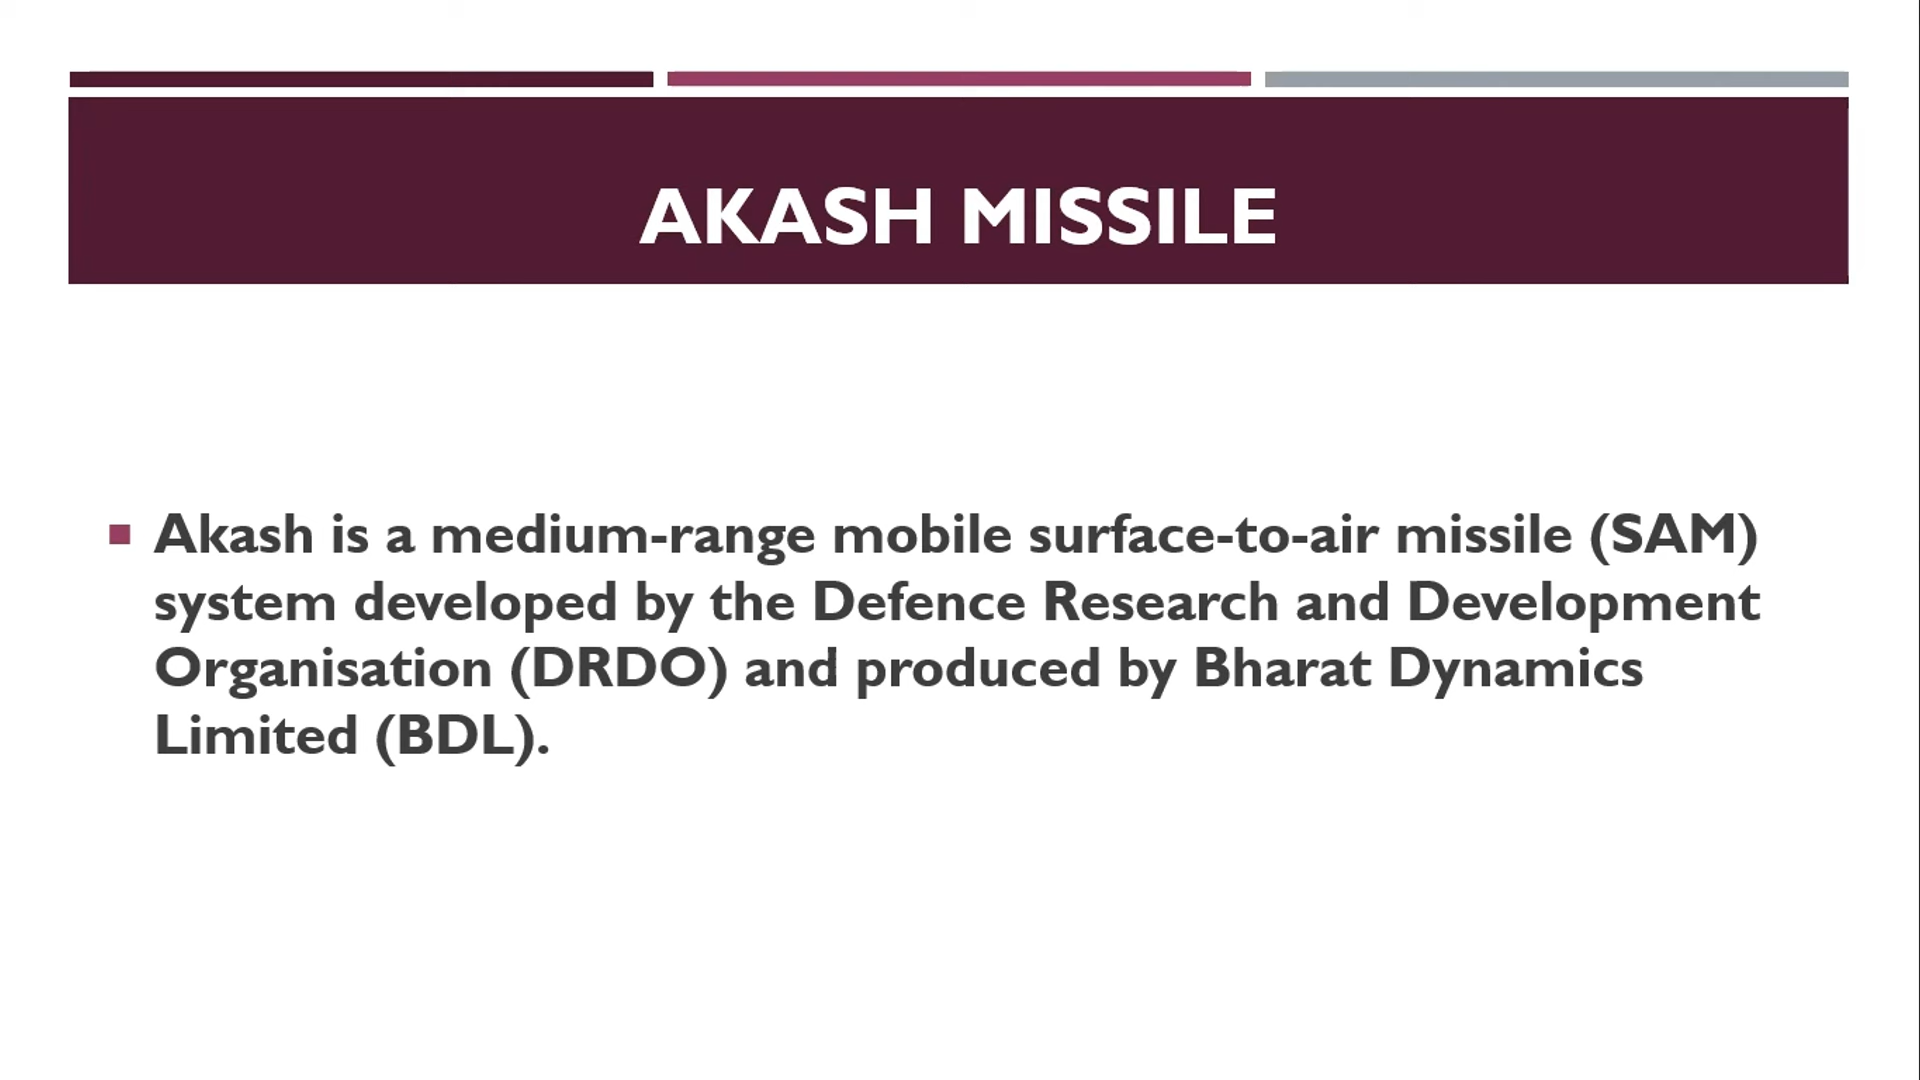 AKASH MISSILE
Akash is a medium-range mobile surface-to-air missile (SAM)
system developed by the Defence Research and Development
Organisation (DRDO) and produced by Bharat Dynamics
Limited (BDL).